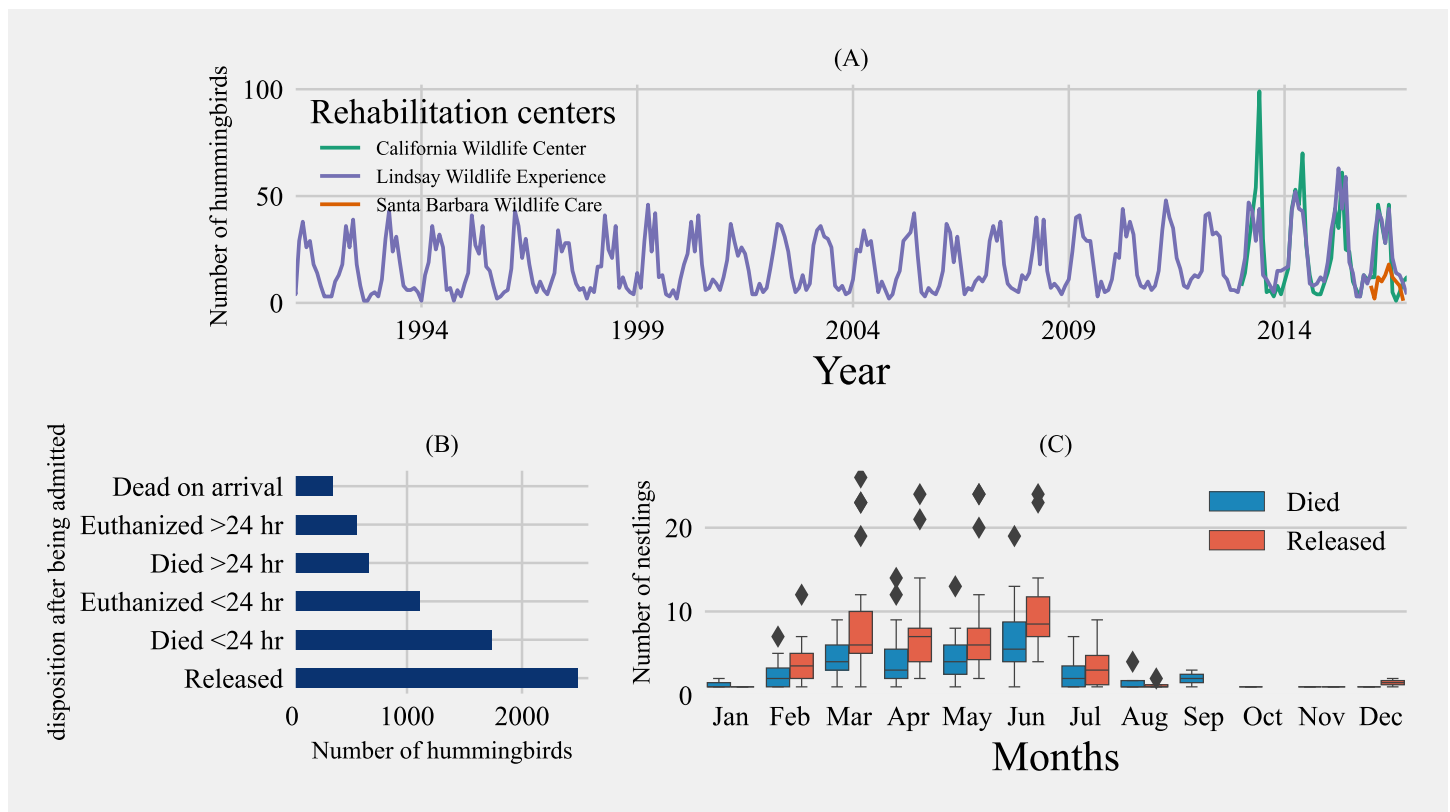 (A)
Number of hummingbirds
100
50
0
Rehabilitation centers
California Wildlife Center
Lindsay Wildlife Experience
Santa Barbara Wildlife Care
1994 1999 2004 2009 2014
Year
(B)
disposition after being admitted
Dead on arrival
Euthanized >24 hr
Died >24 hr
Euthanized <24 hr
Died <24 hr
Released
0 1000 2000
Number of hummingbirds
(C)
Number of nestlings
20
10
0
Died
Released
Jan Feb Mar Apr May Jun Jul Aug Sep Oct Nov Dec
Months